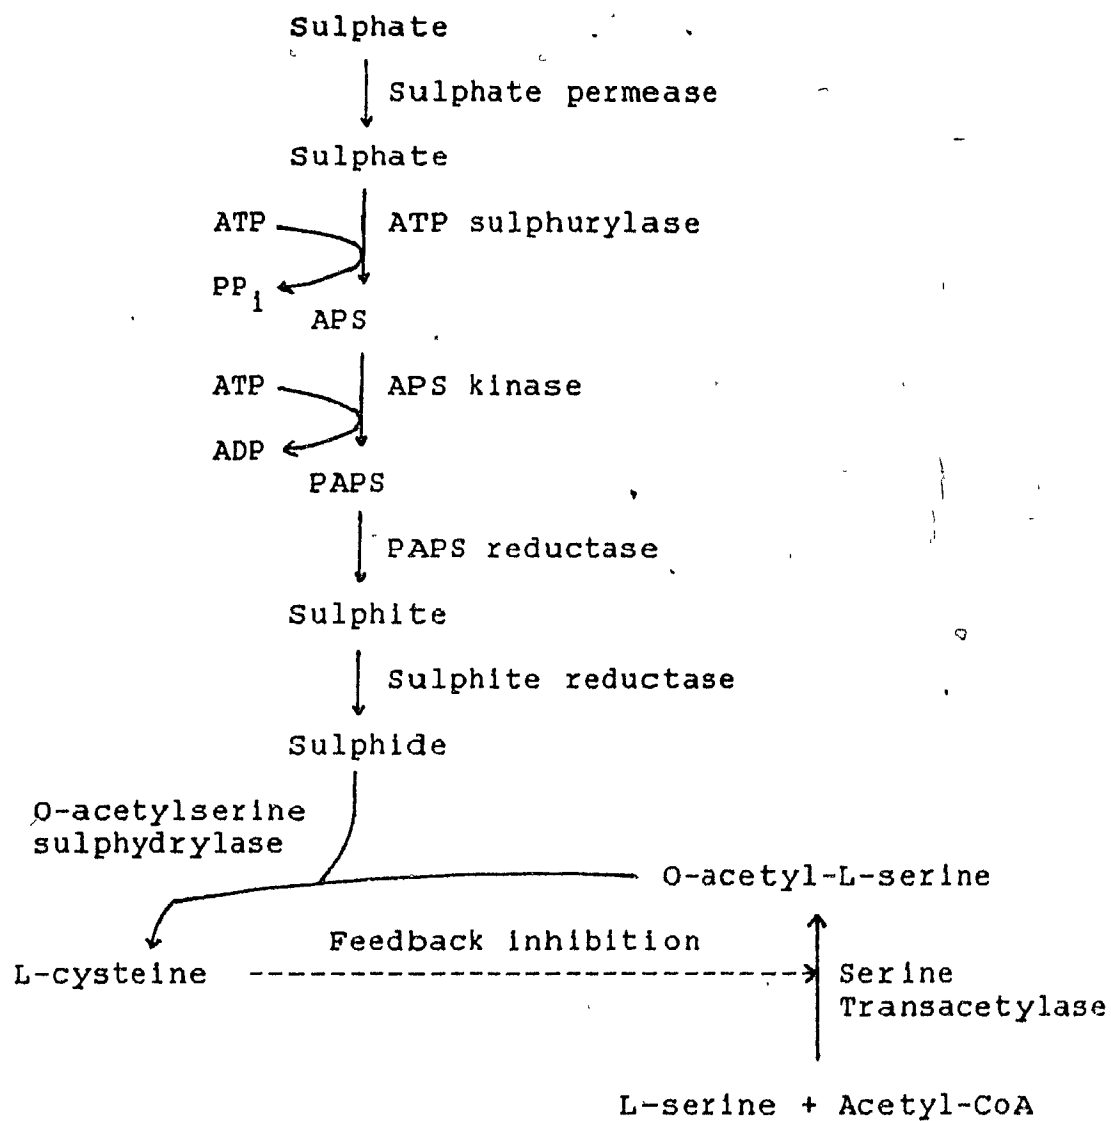 Sulphate
Sulphate permease
Sulphate
ATP
ATP sulphurylase
PPi
APS
ATP
APS kinase
ADP
PAPS
PAPS reductase
Sulphite
Sulphite reductase
Sulphide
O-acetylserine
sulphydrylase
O-acetyl-L-serine
Feedback inhibition
L-cysteine
Serine
Transacetylase
L-serine + Acetyl-CoA